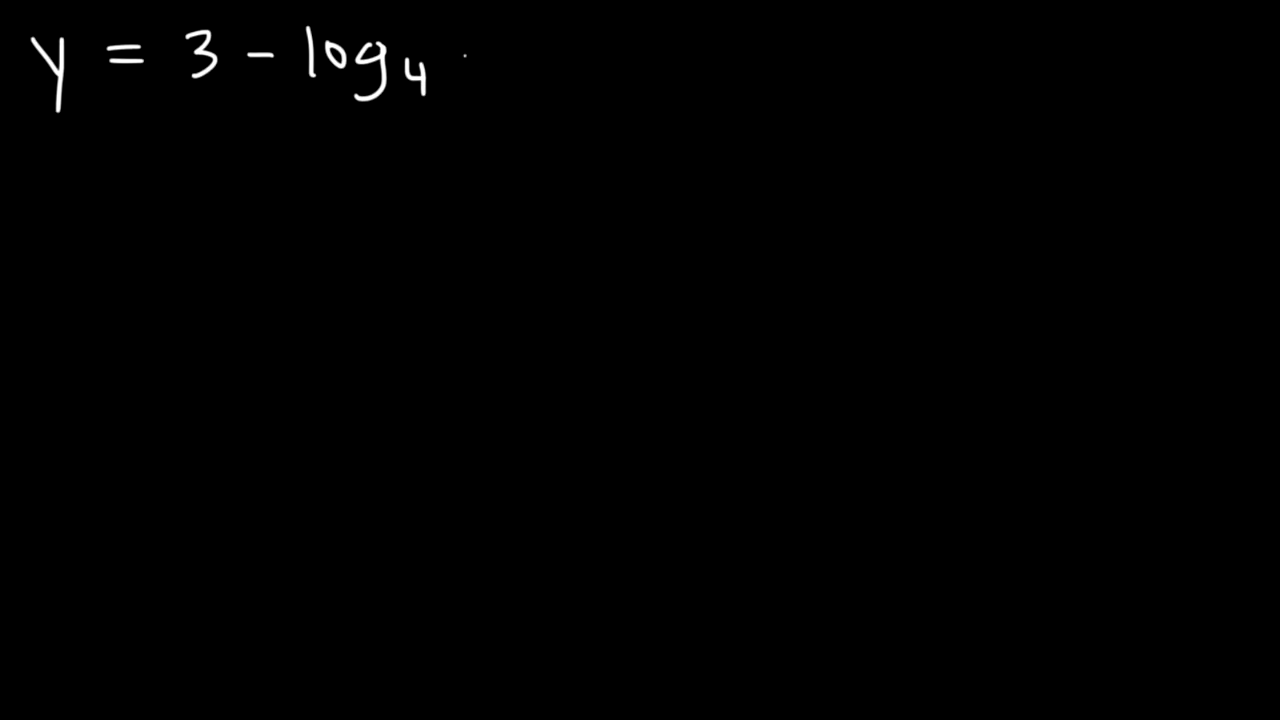 y = 3 - log₄